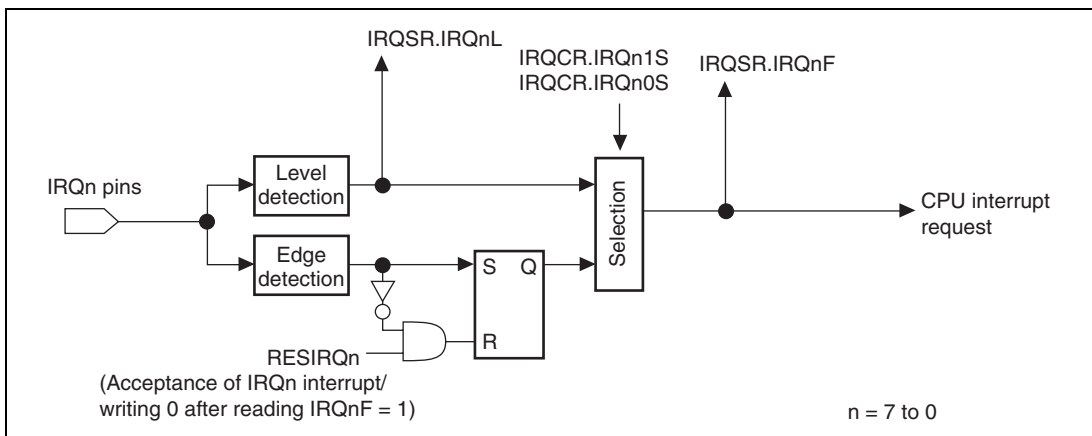 IRQSR.IRQnL
IRQCR.IRQn1S
IRQCR.IRQn0S
IRQSR.IRQnF
IRQn pins
Level
detection
Edge
detection
S Q
R
Selection
CPU interrupt
request
RESIRQn
(Acceptance of IRQn interrupt/
writing 0 after reading IRQnF = 1)
n = 7 to 0